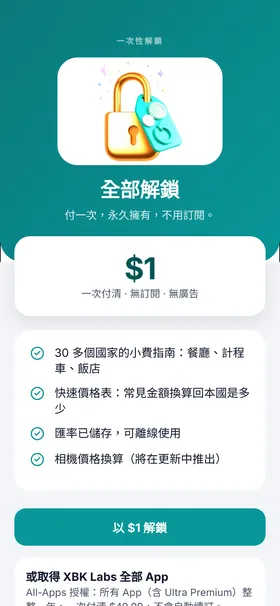 一次性解鎖
全部解鎖
付一次，永久擁有，不用訂閱。
$1
一次付清 · 無訂閱 · 無廣告
30 多個國家的小費指南：餐廳、計程
車、飯店
快速價格表：常見金額換算回本國是多
少
匯率已儲存，可離線使用
相機價格換算（將在更新中推出）
以 $1 解鎖
或取得 XBK Labs 全部 App
All-Apps 授權：所有 App（含 Ultra Premium）整